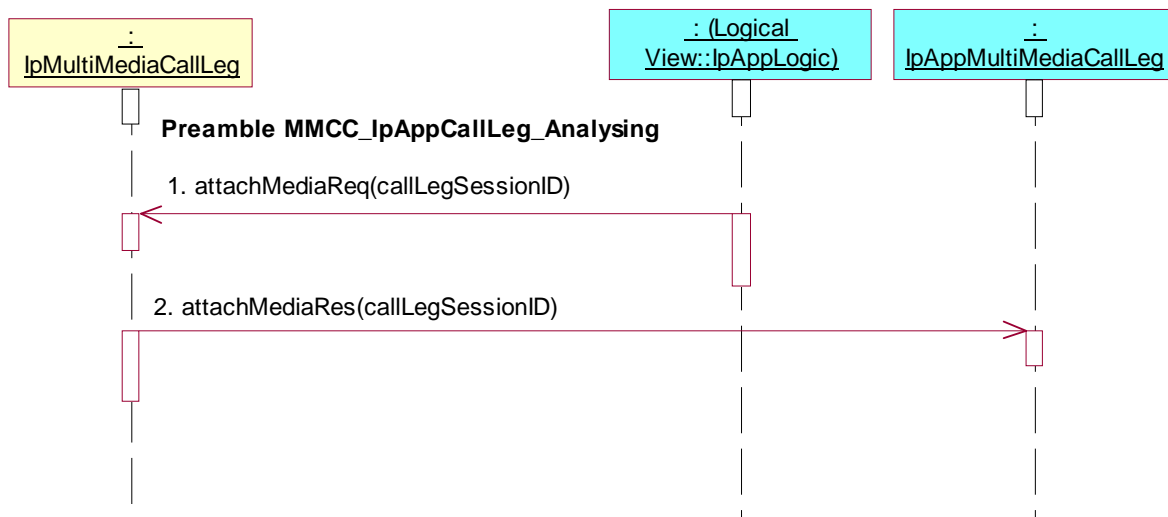 :
IpMultiMediaCallLeg
: (Logical
View::IpAppLogic)
:
IpAppMultiMediaCallLeg
Preamble MMCC_IpAppCallLeg_Analysing
1. attachMediaReq(callLegSessionID)
2. attachMediaRes(callLegSessionID)